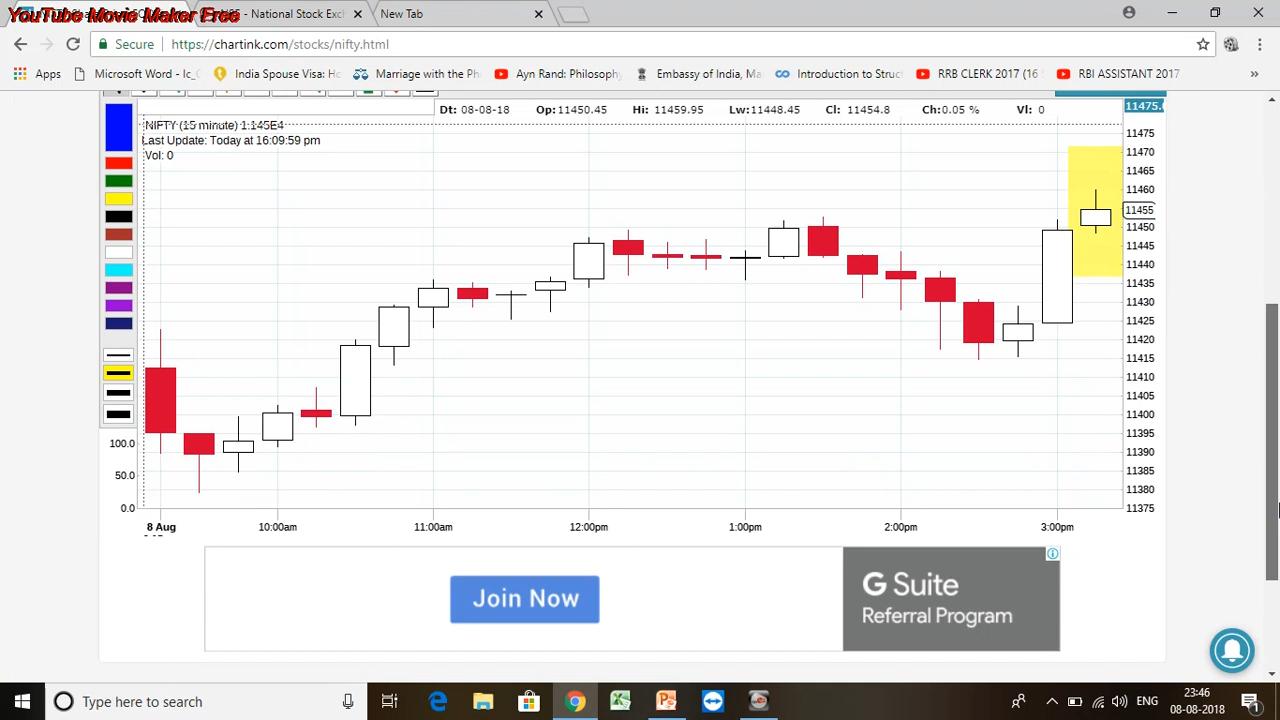 YouTube Movie Maker Free
- National Stock Exc
New Tab
Secure
https://chartink.com/stocks/nifty.html
Apps
Microsoft Word - Ic_
India Spouse Visa: Ho
Marriage with the Ph
Ayn Rand: Philosoph
Embassy of India, M
Introduction to Struc
RRB CLERK 2017 (16
RBI ASSISTANT 2017
»
Dt: 08-08-18 Op:11450.45 Hi: 11459.95 Lw:11448.45 Cl: 11454.8 Ch:0.05 % Vl: 0
NIFTY (15 minute) 1.145E4
Last Update: Today at 16:09:59 pm
Vol: 0
11475.
11475
11470
11465
11460
11455
11450
11445
11440
11435
11430
11425
11420
11415
11410
11405
11400
11395
11390
11385
11380
11375
100.0
50.0
0.0
8 Aug
10:00am
11:00am
12:00pm
1:00pm
2:00pm
3:00pm
Join Now
G Suite
Referral Program
Type here to search
ENG
23:46
08-08-2018
1